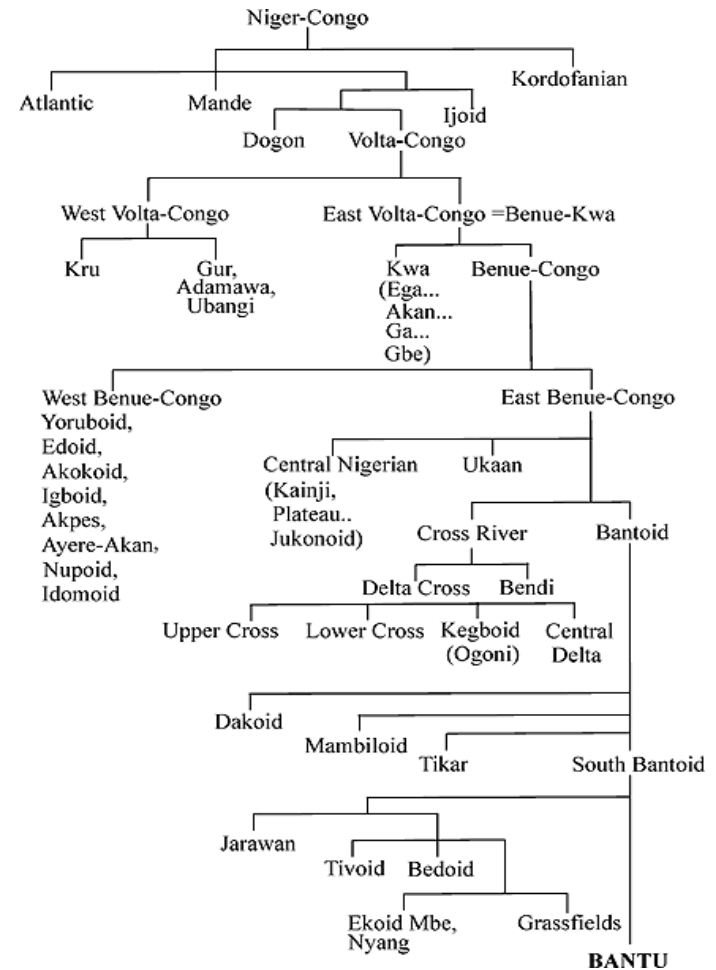 Niger-Congo
Kordofanian
Atlantic
Mande
Ijoid
Dogon
Volta-Congo
West Volta-Congo
East Volta-Congo =Benue-Kwa
Kru
Gur,
Adamawa,
Ubangi
Kwa
(Ega...
Akan...
Ga...
Gbe)
Benue-Congo
West Benue-Congo
Yoruboid,
Edoid,
Akokoid,
Igboid,
Akpes,
Ayere-Akan,
Nupoid,
Idomoid
East Benue-Congo
Central Nigerian
(Kainji,
Plateau..
Jukonoid)
Ukaan
Cross River
Bantoid
Delta Cross
Bendi
Upper Cross
Lower Cross
Kegboid
(Ogoni)
Central
Delta
Dakoid
Mambiloid
Tikar
South Bantoid
Jarawan
Tivoid
Bedoid
Ekoid Mbe,
Nyang
Grassfields
BANTU